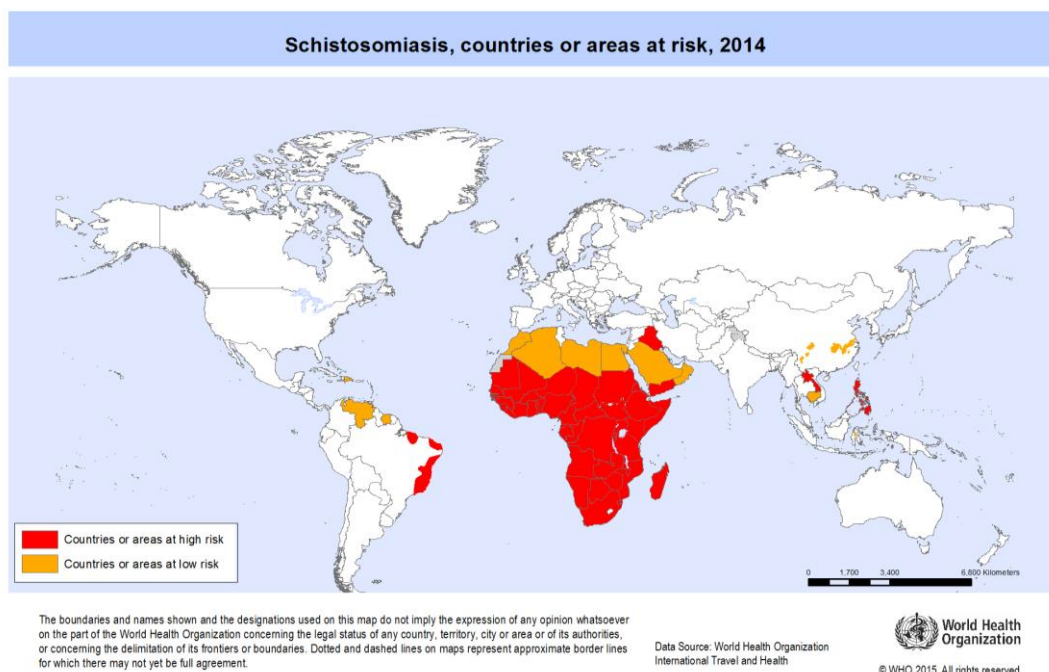 Schistosomiasis, countries or areas at risk, 2014
Countries or areas at high risk
Countries or areas at low risk
0 1,700 3,400 6,800 Kilometers
The boundaries and names shown and the designations used on this map do not imply the expression of any opinion whatsoever
on the part of the World Health Organization concerning the legal status of any country, territory, city or area or of its authorities,
or concerning the delimitation of its frontiers or boundaries. Dotted and dashed lines on maps represent approximate border lines
for which there may not yet be full agreement.
Data Source: World Health Organization
International Travel and Health
World Health
Organization
© WHO 2015. All rights reserved